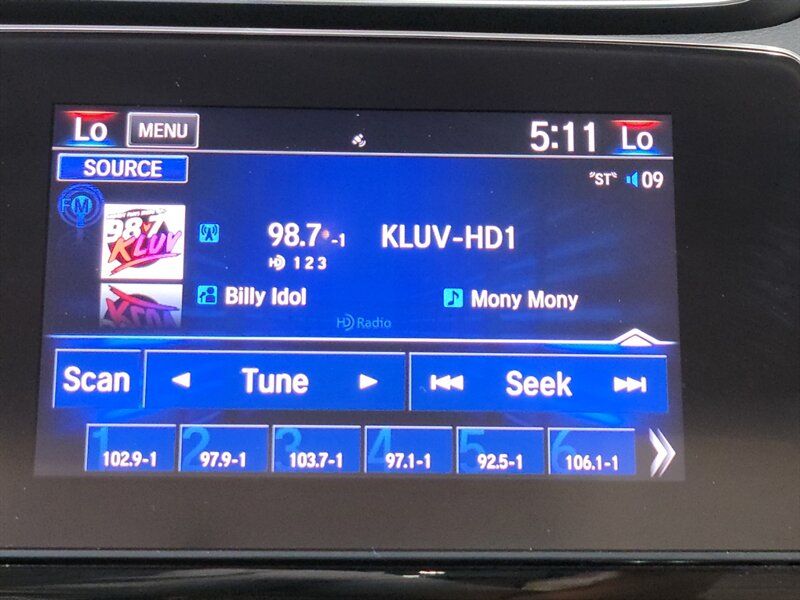 Lo MENU 5:11 Lo
SOURCE "ST" 09
FM
98.7 KLUV
98.7 -1 KLUV-HD1
HD 1 2 3
Billy Idol Mony Mony
HD Radio
Scan Tune Seek
1 2 3 4 5 6
102.9-1 97.9-1 103.7-1 97.1-1 92.5-1 106.1-1